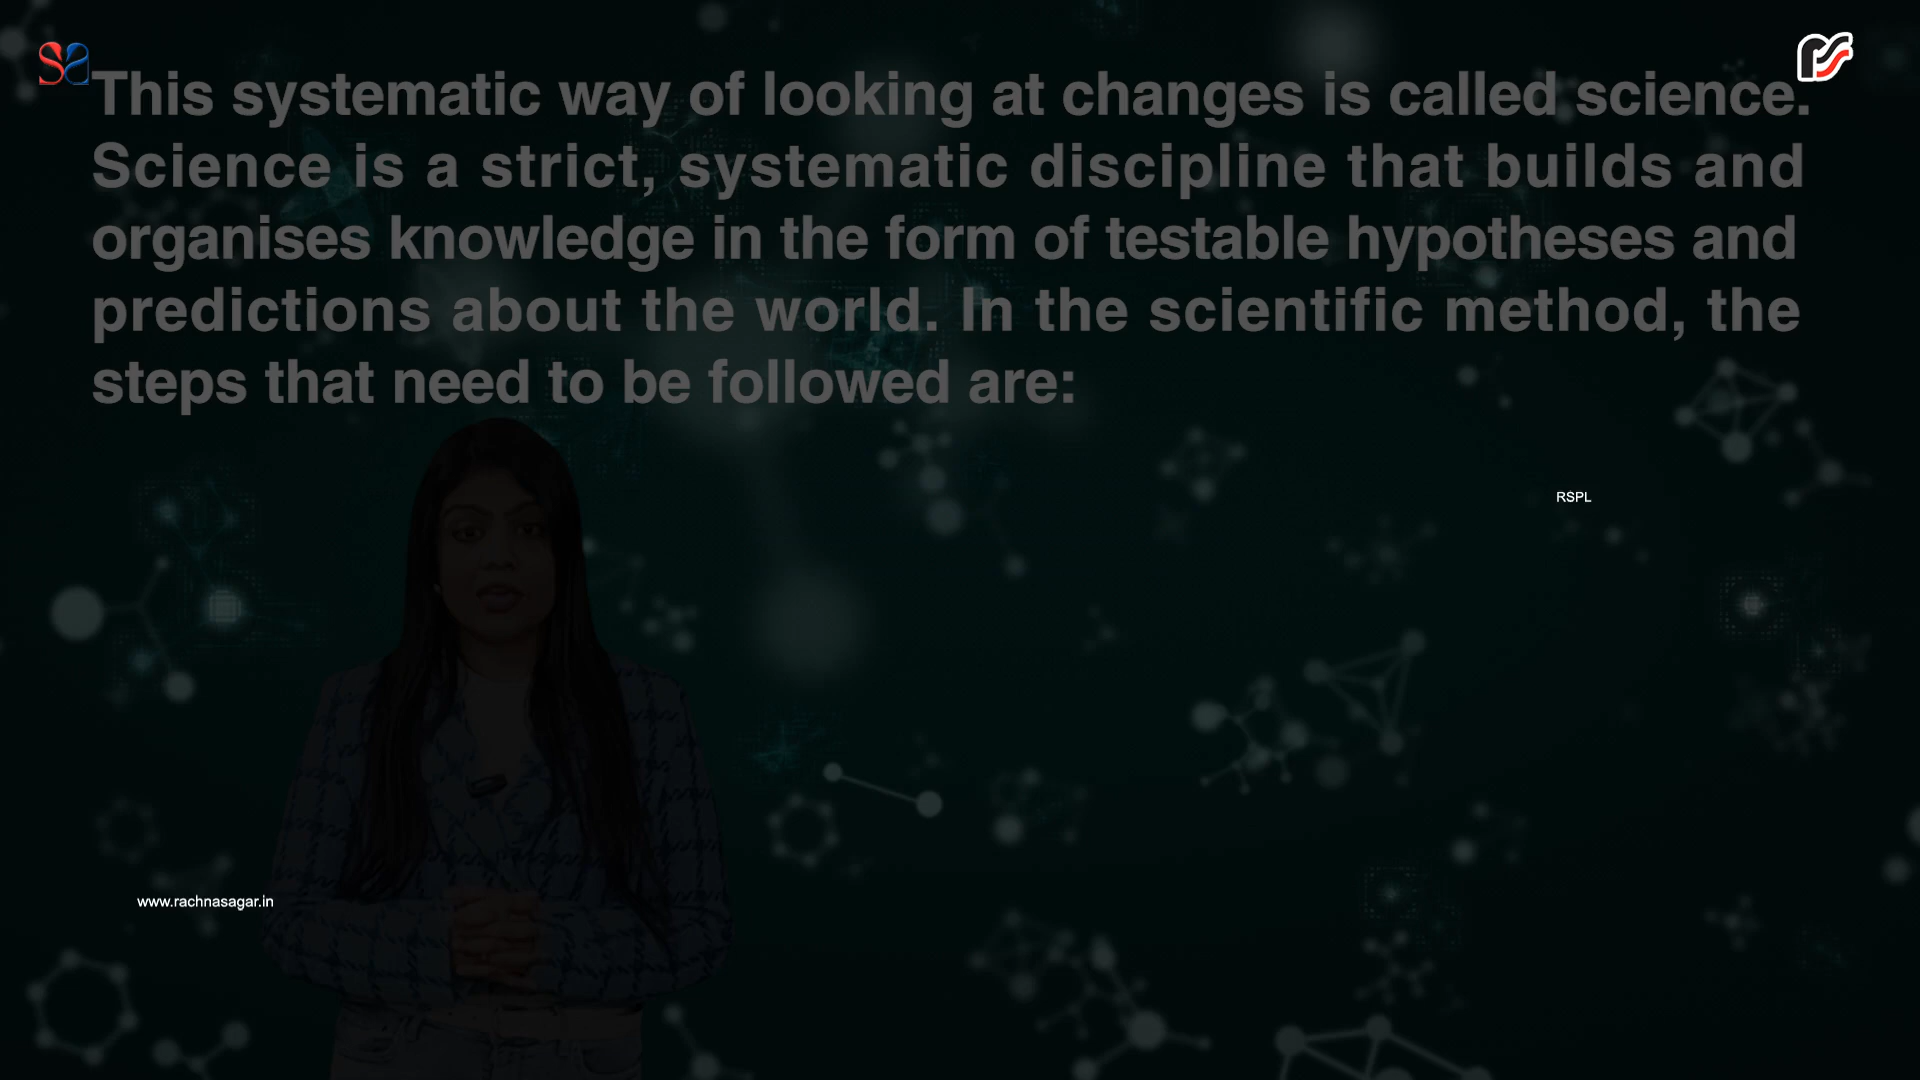 This systematic way of looking at changes is called science.
Science is a strict, systematic discipline that builds and
organises knowledge in the form of testable hypotheses and
predictions about the world. In the scientific method, the
steps that need to be followed are:
RSPL
www.rachnasagar.in